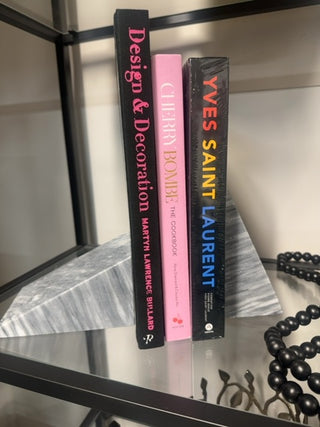 Design & Decoration MARTYN LAWRENCE BULLARD
CHERRY BOMBE THE COOKBOOK
YVES SAINT LAURENT